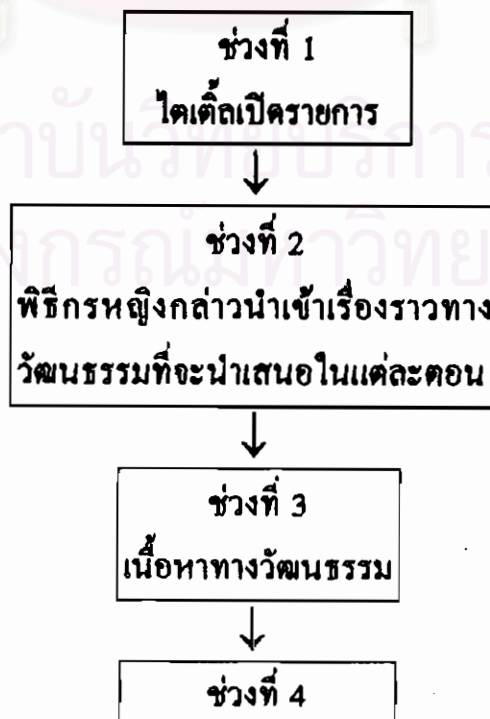 ช่วงที่ 1
ไตเติ้ลเปิดรายการ
ช่วงที่ 2
พิธีกรหญิงกล่าวนำเข้าเรื่องราวทาง
วัฒนธรรมที่จะนำเสนอในแต่ละตอน
ช่วงที่ 3
เนื้อหาทางวัฒนธรรม
ช่วงที่ 4